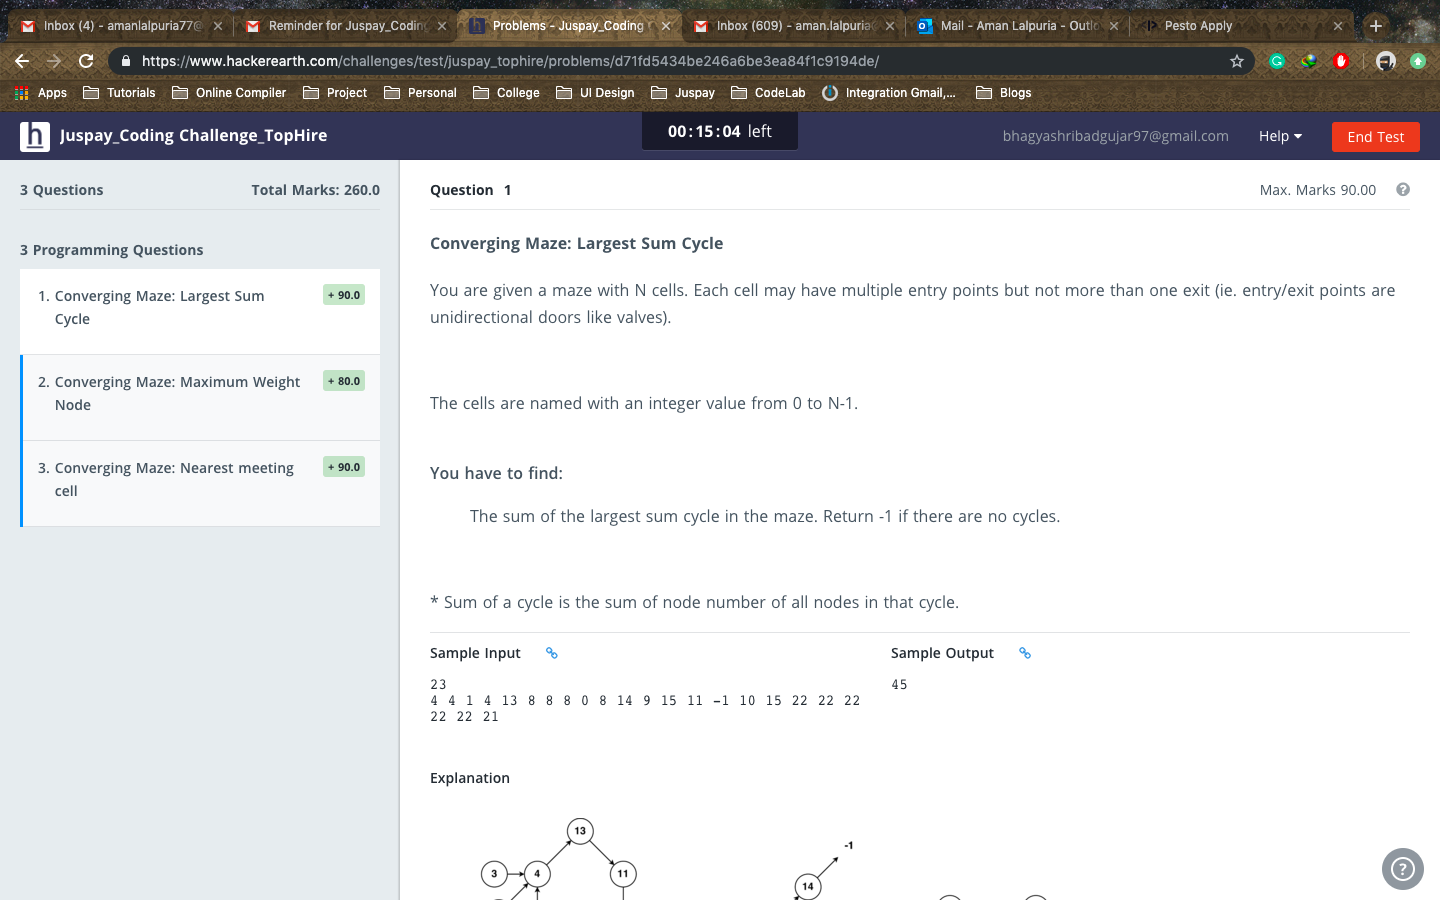 Inbox (4) - amanlalpuria77@
Reminder for Juspay_Coding
Problems - Juspay_Coding
Inbox (609) - aman.lalpuria
Mail - Aman Lalpuria - Outlo
Pesto Apply
https://www.hackerearth.com/challenges/test/juspay_tophire/problems/d71fd5434be246a6be3ea84f1c9194de/
Apps Tutorials Online Compiler Project Personal College UI Design Juspay CodeLab Integration Gmail,... Blogs
h Juspay_Coding Challenge_TopHire
00:15:04 left
bhagyashribadgujar97@gmail.com
Help
End Test
3 Questions Total Marks: 260.0
3 Programming Questions
1. Converging Maze: Largest Sum + 90.0
Cycle
2. Converging Maze: Maximum Weight + 80.0
Node
3. Converging Maze: Nearest meeting + 90.0
cell
Question 1 Max. Marks 90.00 ?
Converging Maze: Largest Sum Cycle
You are given a maze with N cells. Each cell may have multiple entry points but not more than one exit (ie. entry/exit points are
unidirectional doors like valves).
The cells are named with an integer value from 0 to N-1.
You have to find:
The sum of the largest sum cycle in the maze. Return -1 if there are no cycles.
* Sum of a cycle is the sum of node number of all nodes in that cycle.
Sample Input
23
4 4 1 4 13 8 8 8 0 8 14 9 15 11 -1 10 15 22 22 22
22 22 21
Sample Output
45
Explanation
13
-1
3
4
11
14
?